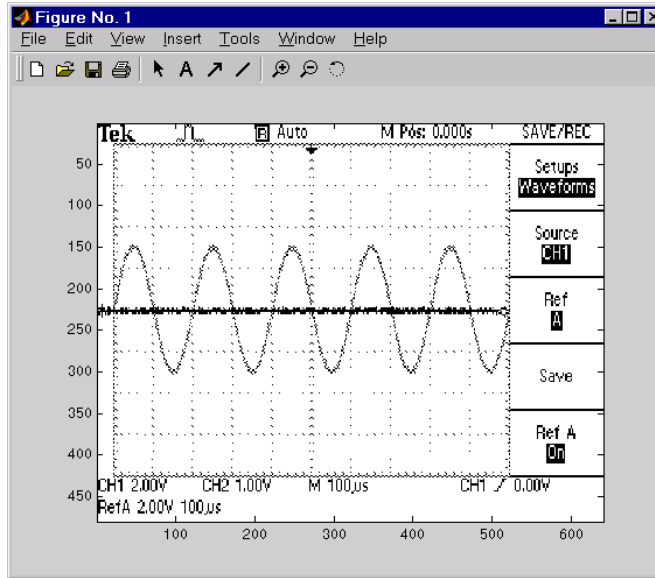 Figure No. 1
File Edit View Insert Tools Window Help
A
Tek R Auto M Pos: 0.000s SAVE/REC
Setups
Waveforms
Source
CH1
Ref
A
Save
Ref A
On
50
100
150
200
250
300
350
400
450
CH1 2.00V CH2 1.00V M 100µs CH1 0.00V
RefA 2.00V 100µs
100 200 300 400 500 600